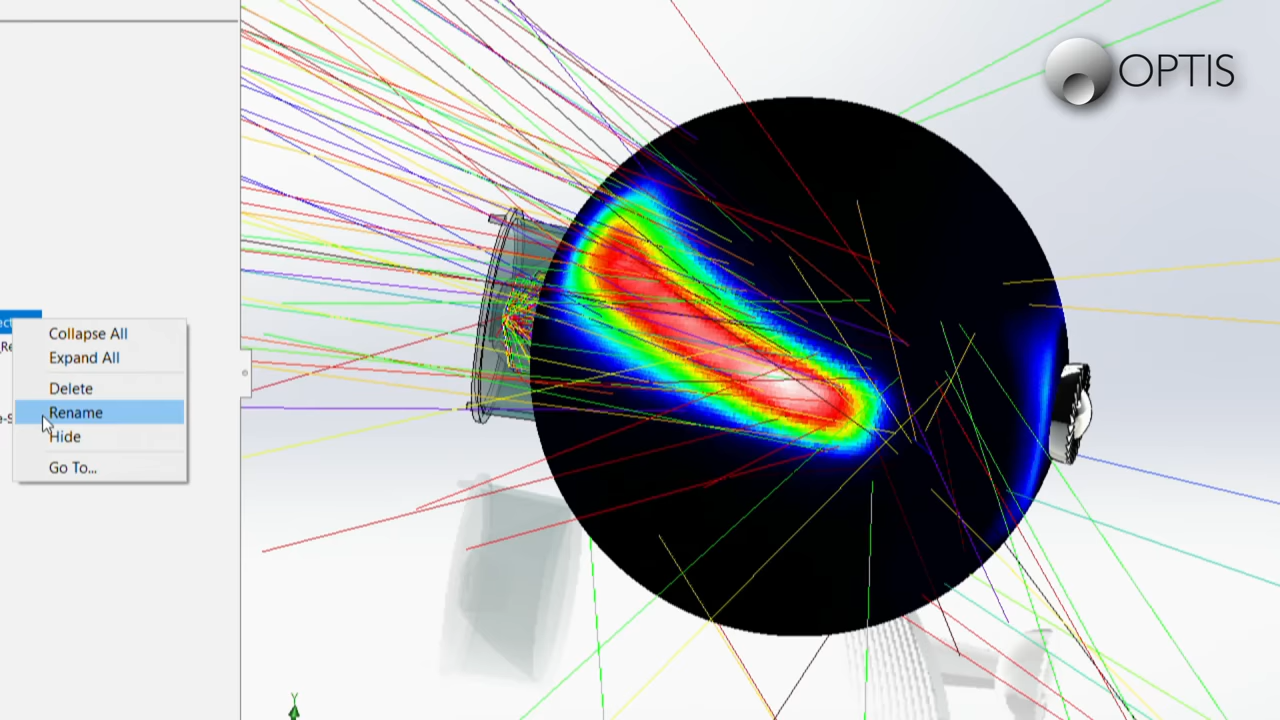 OPTIS
Collapse All
Expand All
Delete
Rename
Hide
Go To...
Y